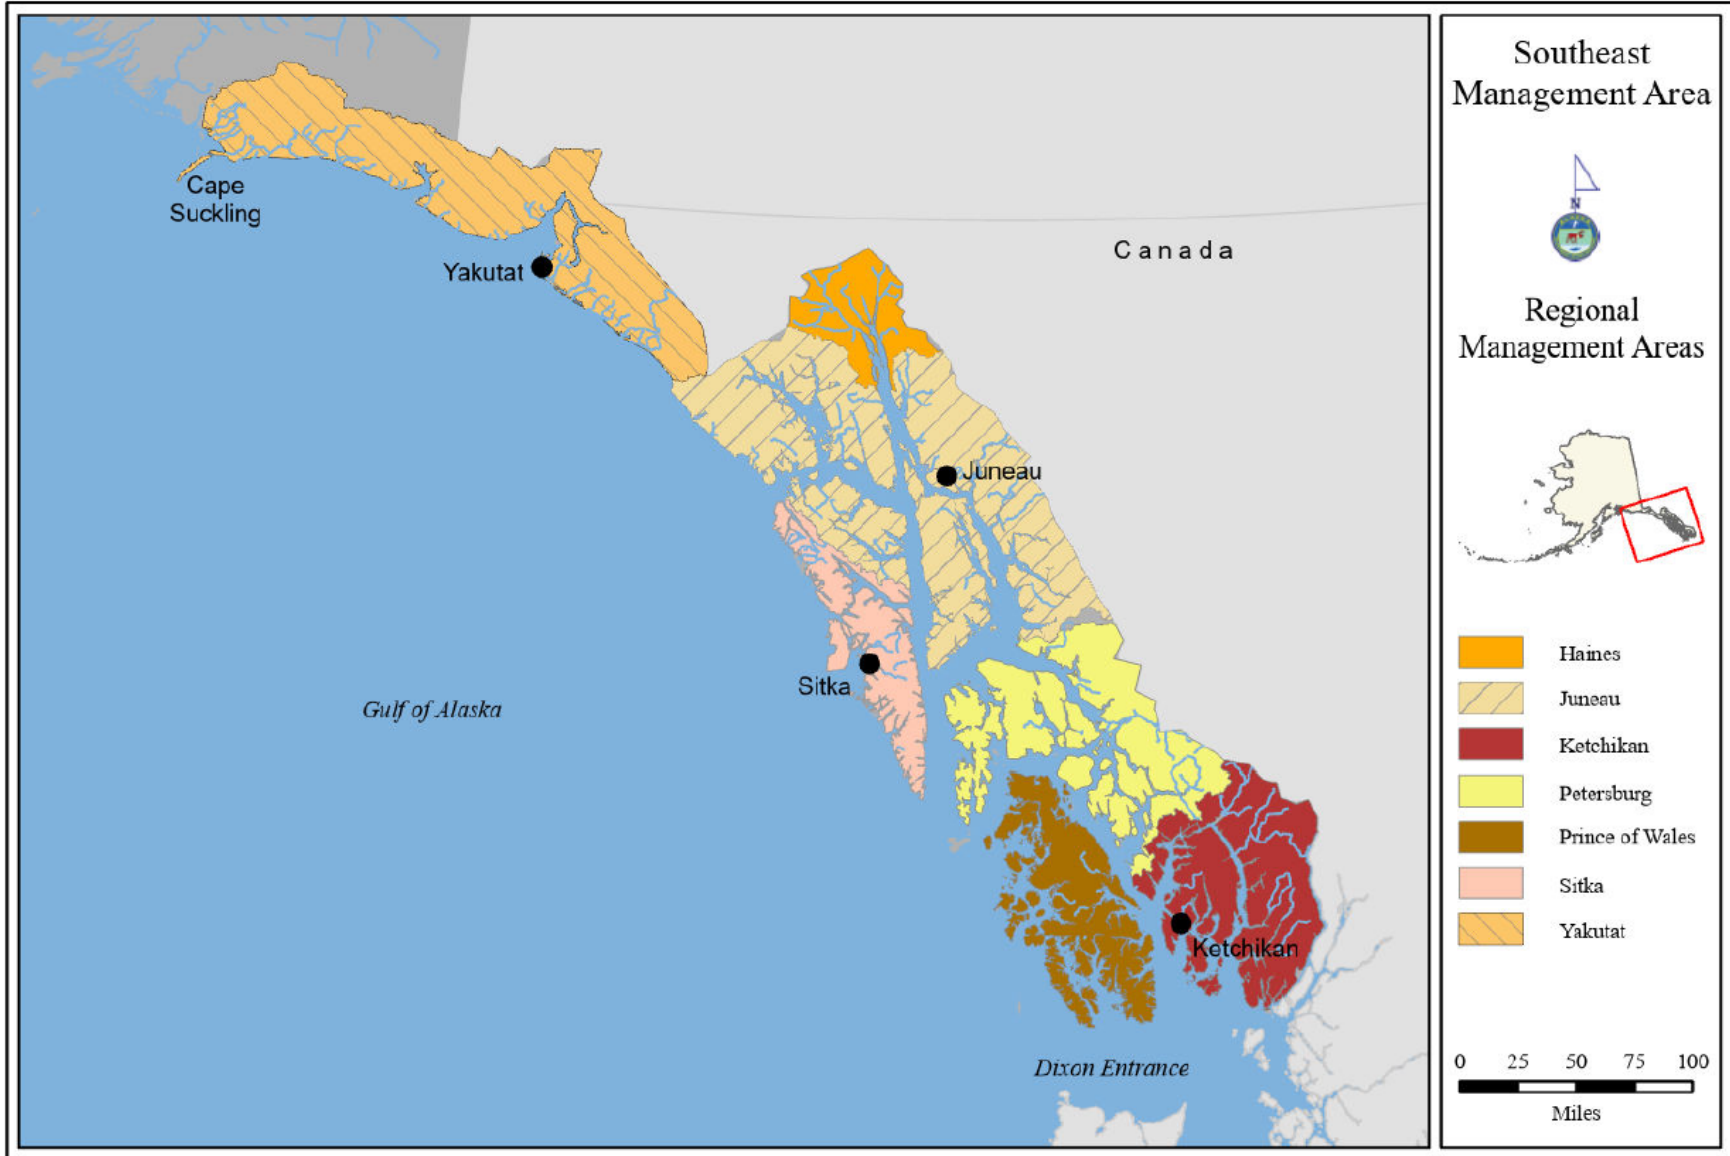 Cape
Suckling
Yakutat
Canada
Juneau
Sitka
Gulf of Alaska
Ketchikan
Dixon Entrance
Southeast
Management Area
N
Regional
Management Areas
Haines
Juneau
Ketchikan
Petersburg
Prince of Wales
Sitka
Yakutat
0 25 50 75 100
Miles